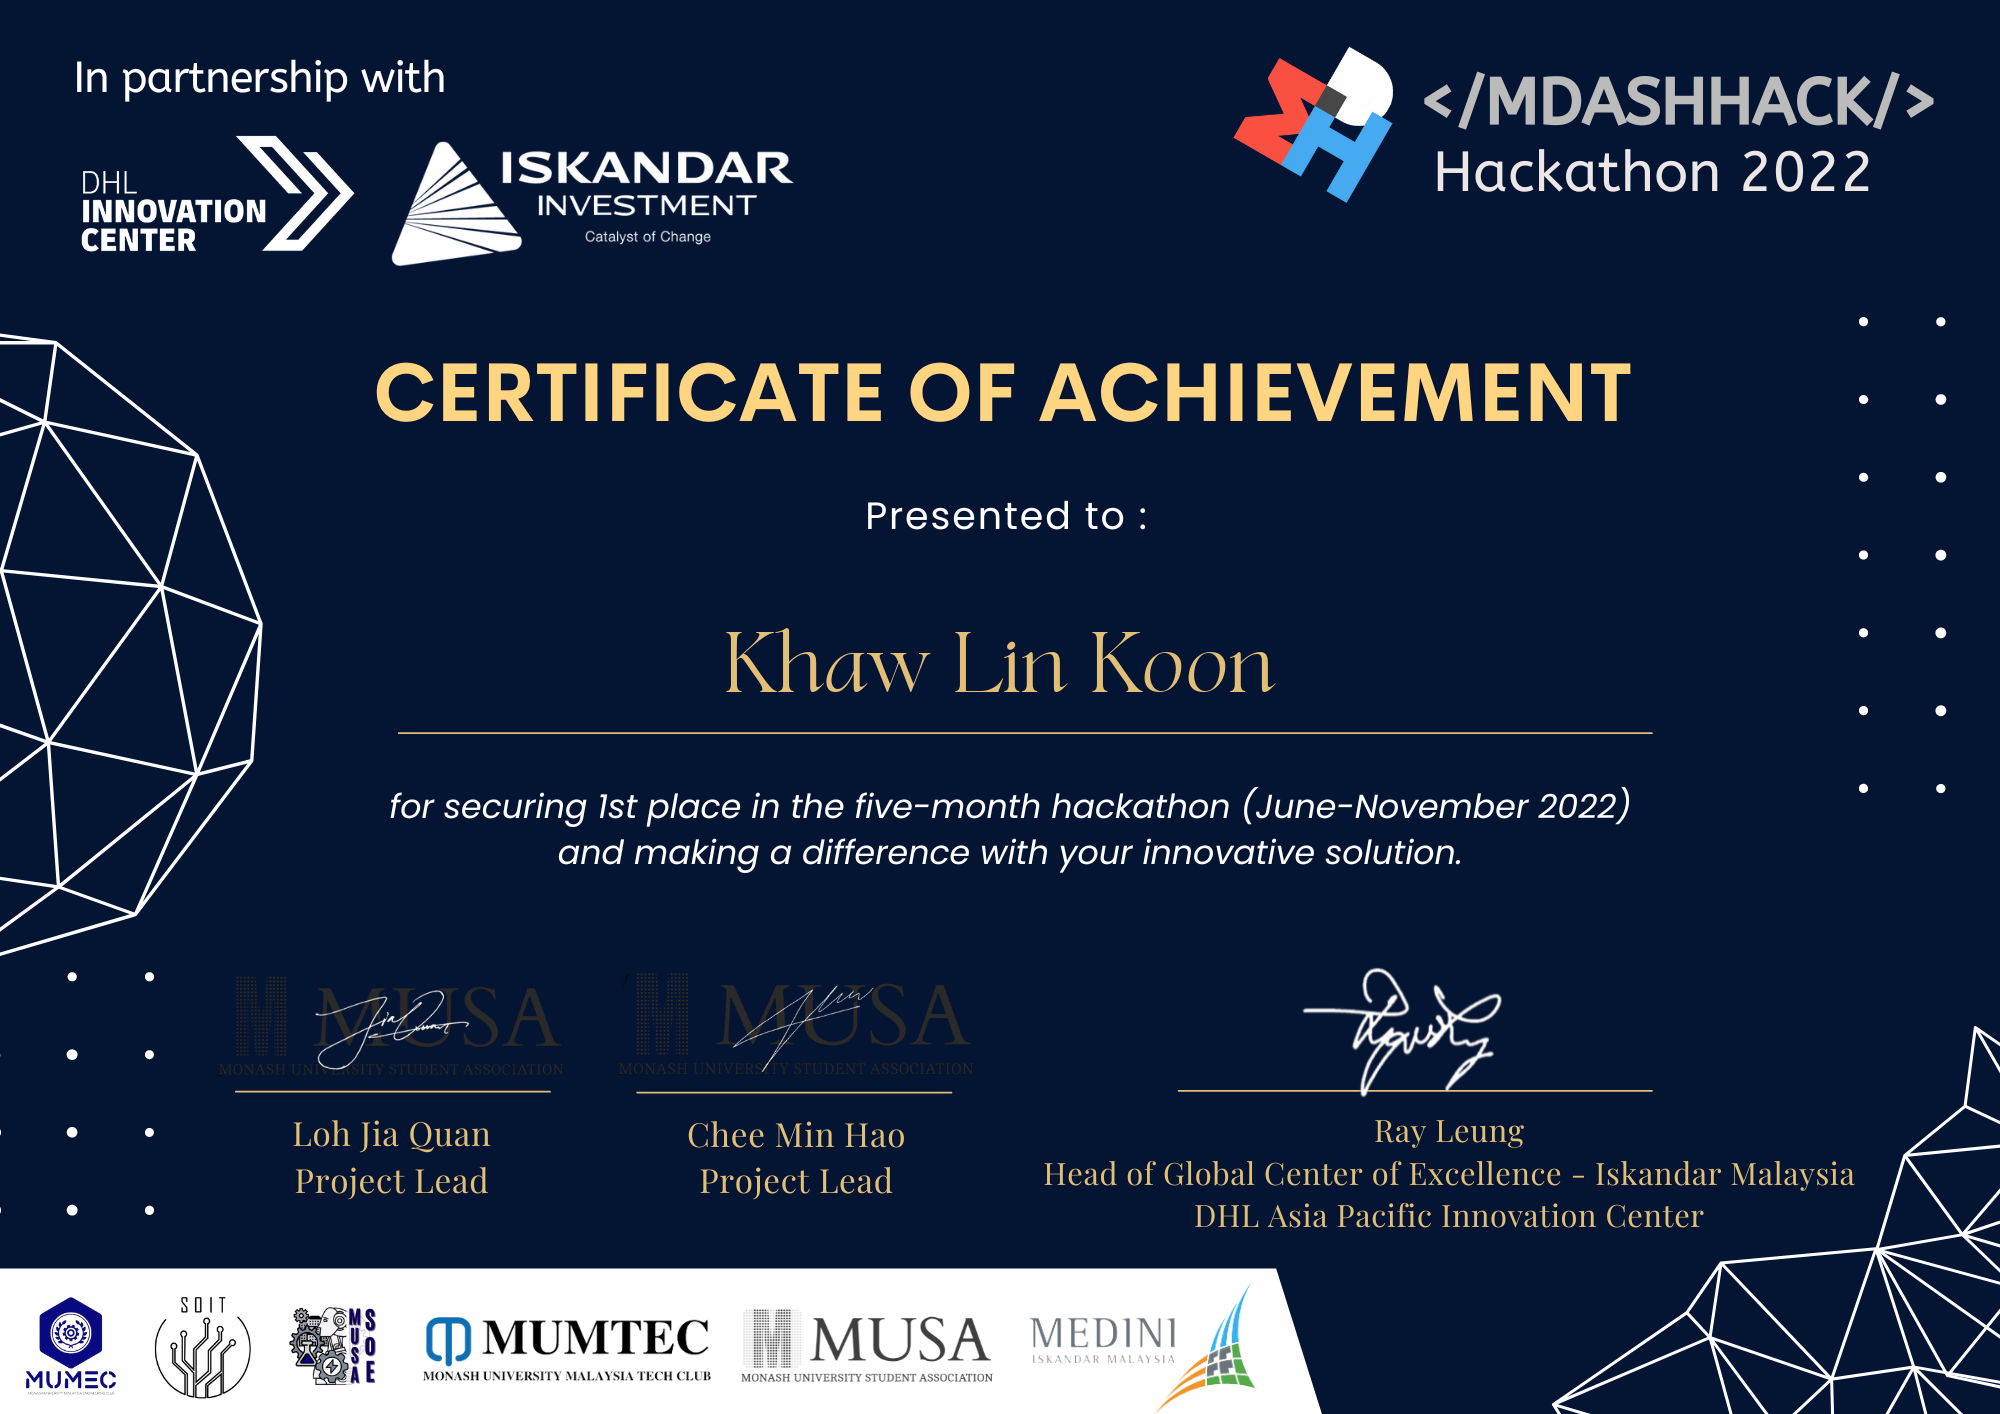 In partnership with
DHL
INNOVATION
CENTER
ISKANDAR
INVESTMENT
Catalyst of Change
MDH
</MDASHHACK/>
Hackathon 2022
CERTIFICATE OF ACHIEVEMENT
Presented to :
Khaw Lin Koon
for securing 1st place in the five-month hackathon (June-November 2022)
and making a difference with your innovative solution.
MUSA
MONASH UNIVERSITY STUDENT ASSOCIATION
Loh Jia Quan
Project Lead
MUSA
MONASH UNIVERSITY STUDENT ASSOCIATION
Chee Min Hao
Project Lead
Ray Leung
Head of Global Center of Excellence - Iskandar Malaysia
DHL Asia Pacific Innovation Center
MUMEC
SOIT
MUSA
SOE
MUMTEC
MONASH UNIVERSITY MALAYSIA TECH CLUB
MUSA
MONASH UNIVERSITY STUDENT ASSOCIATION
MEDINI
ISKANDAR MALAYSIA